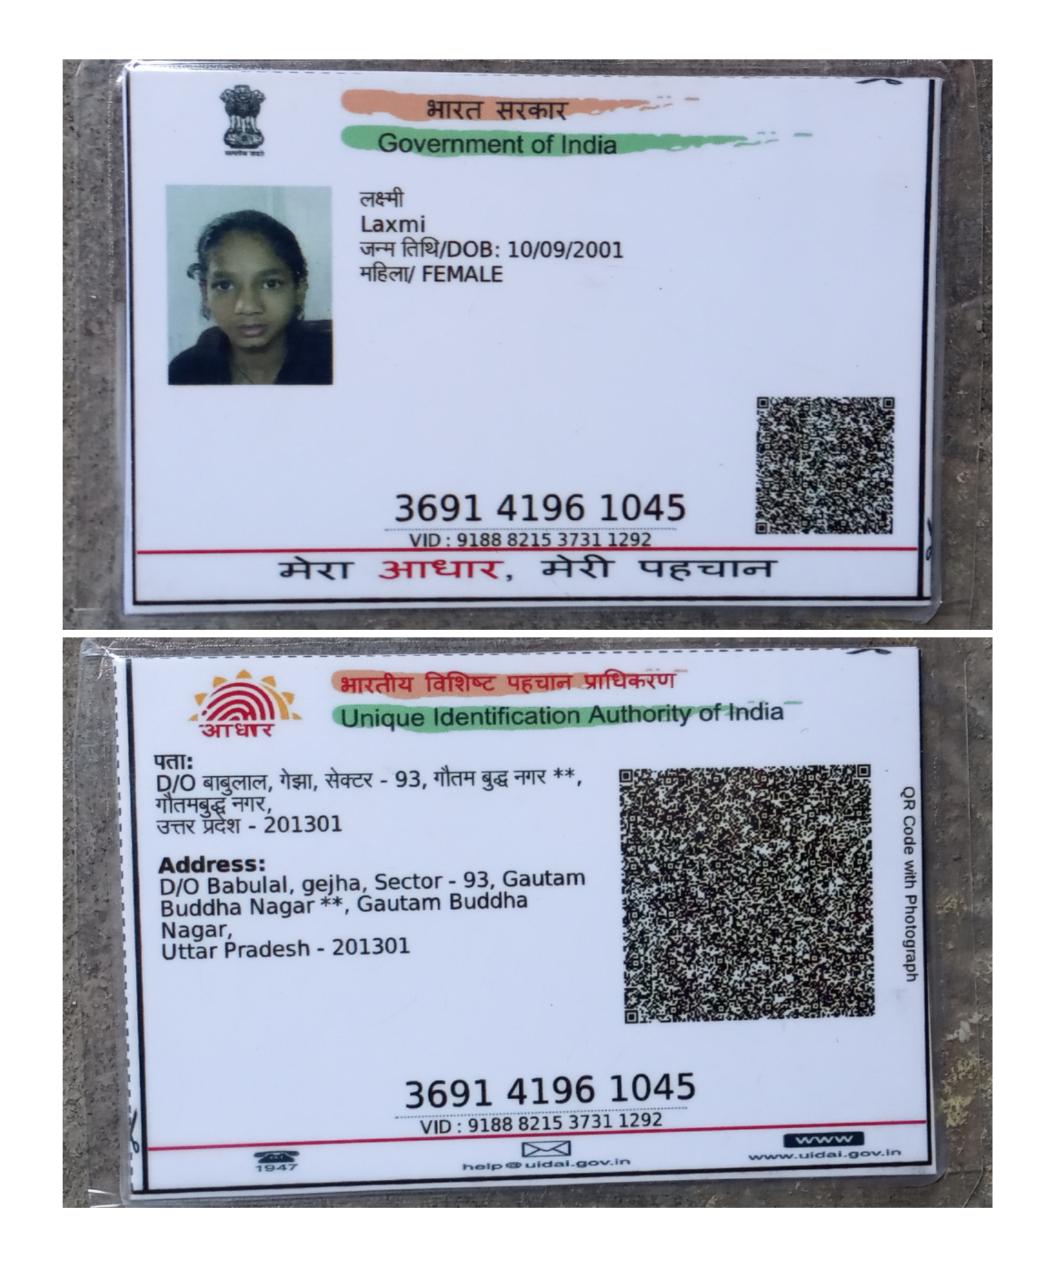 भारत सरकार
Government of India
लक्ष्मी
Laxmi
जन्म तिथि/DOB: 10/09/2001
महिला/ FEMALE
3691 4196 1045
VID : 9188 8215 3731 1292
मेरा आधार, मेरी पहचान
भारतीय विशिष्ट पहचान प्राधिकरण
Unique Identification Authority of India
आधार
पता:
D/O बाबुलाल, गेझा, सेक्टर - 93, गौतम बुद्ध नगर **,
गौतमबुद्ध नगर,
उत्तर प्रदेश - 201301
Address:
D/O Babulal, gejha, Sector - 93, Gautam
Buddha Nagar **, Gautam Buddha
Nagar,
Uttar Pradesh - 201301
QR Code with Photograph
3691 4196 1045
VID : 9188 8215 3731 1292
1947
help@uidai.gov.in
www
www.uidai.gov.in